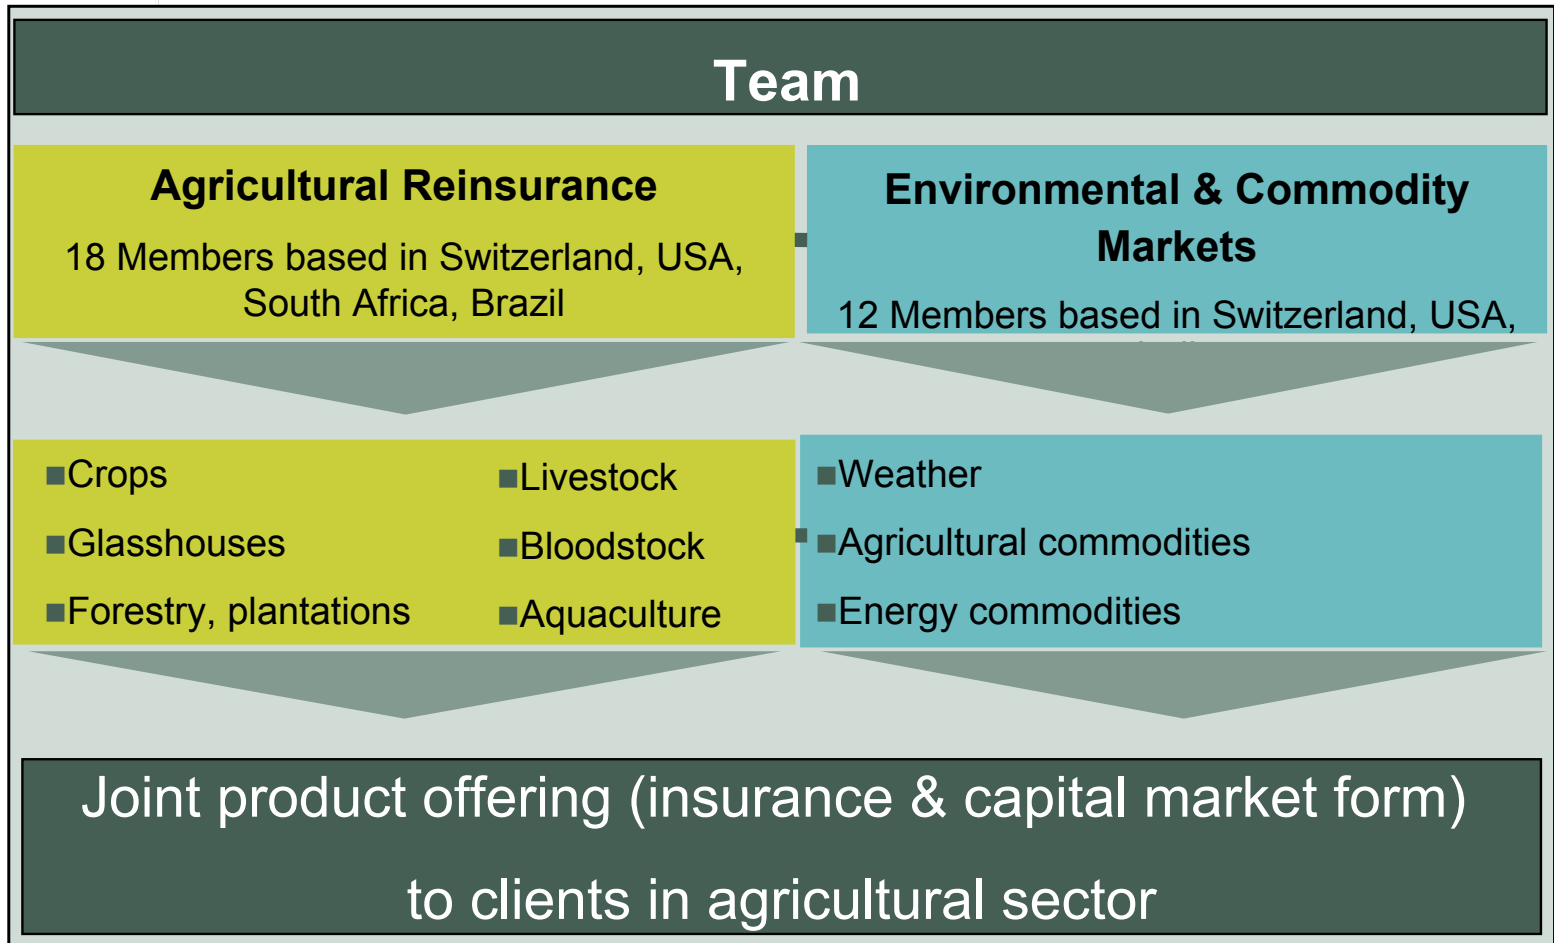 Team
Agricultural Reinsurance
18 Members based in Switzerland, USA,
South Africa, Brazil
Environmental & Commodity
Markets
12 Members based in Switzerland, USA,
■Crops
■Glasshouses
■Forestry, plantations
■Livestock
■Bloodstock
■Aquaculture
■Weather
■Agricultural commodities
■Energy commodities
Joint product offering (insurance & capital market form)
to clients in agricultural sector